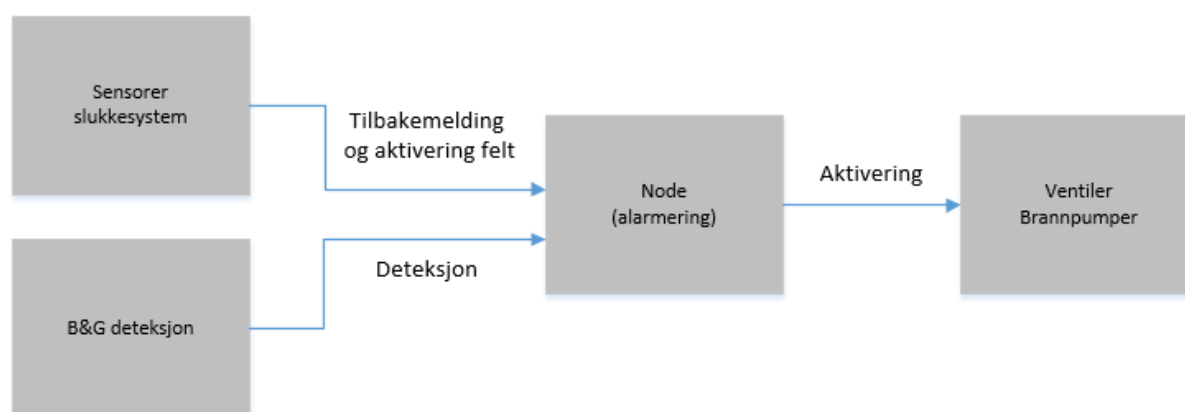 Sensorer
slukkesystem
Tilbakemelding
og aktivering felt
Node
(alarmering)
Aktivering
Ventiler
Brannpumper
Deteksjon
B&G deteksjon